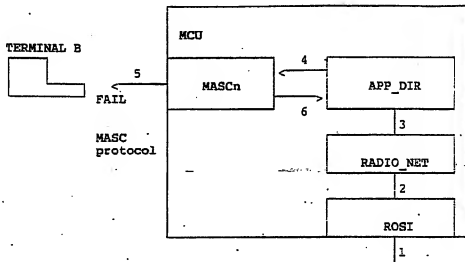 MCU
TERMINAL B
5
MASCn
4
APP_DIR
FAIL
6
3
MASC
protocol
RADIO_NET
2
ROSI
1